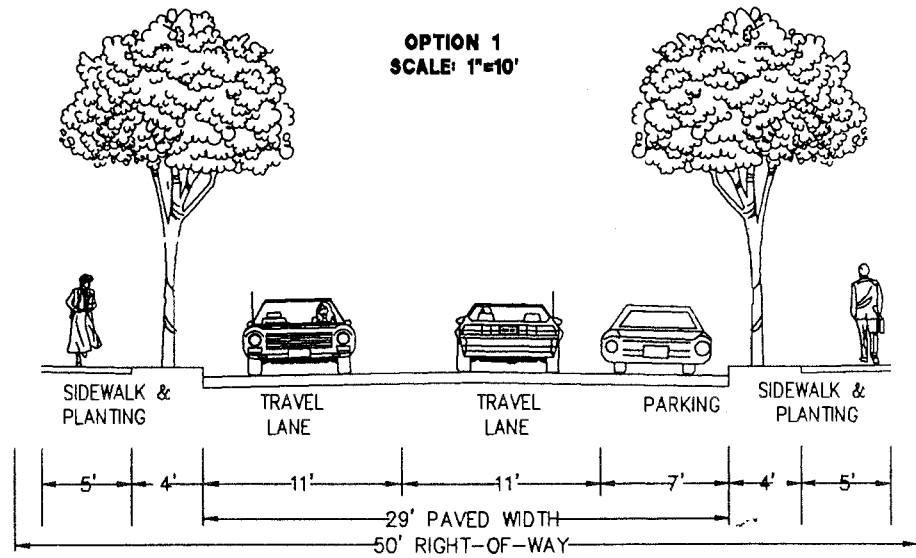 OPTION 1
SCALE: 1"=10'
SIDEWALK &
PLANTING
TRAVEL
LANE
TRAVEL
LANE
PARKING
SIDEWALK &
PLANTING
5' 4' 11' 11' 7' 4' 5'
29' PAVED WIDTH
50' RIGHT-OF-WAY